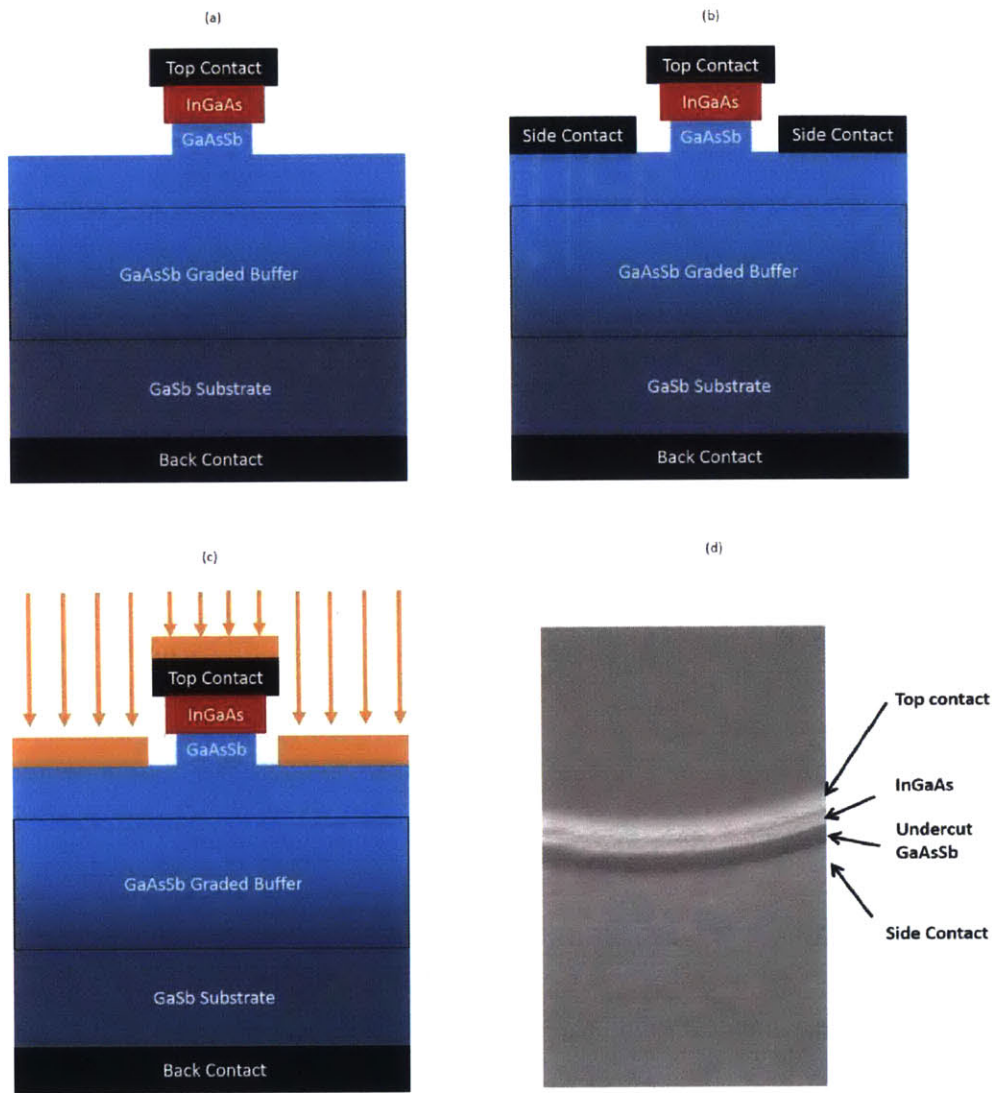 (a)
Top Contact
InGaAs
GaAsSb
GaAsSb Graded Buffer
GaSb Substrate
Back Contact
(b)
Top Contact
InGaAs
Side Contact
GaAsSb
Side Contact
GaAsSb Graded Buffer
GaSb Substrate
Back Contact
(c)
Top Contact
InGaAs
GaAsSb
GaAsSb Graded Buffer
GaSb Substrate
Back Contact
(d)
Top contact
InGaAs
Undercut
GaAsSb
Side Contact